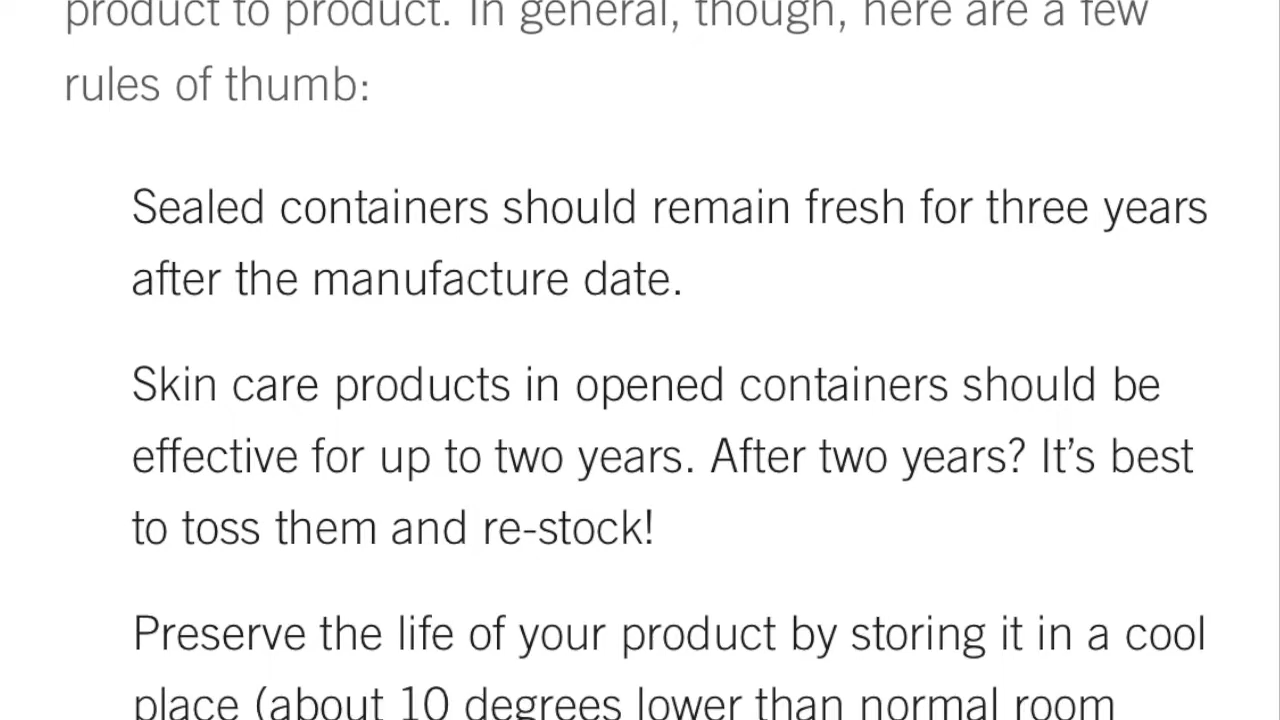 product to product. In general, though, here are a few
rules of thumb:
Sealed containers should remain fresh for three years
after the manufacture date.
Skin care products in opened containers should be
effective for up to two years. After two years? It’s best
to toss them and re-stock!
Preserve the life of your product by storing it in a cool
place (about 10 degrees lower than normal room